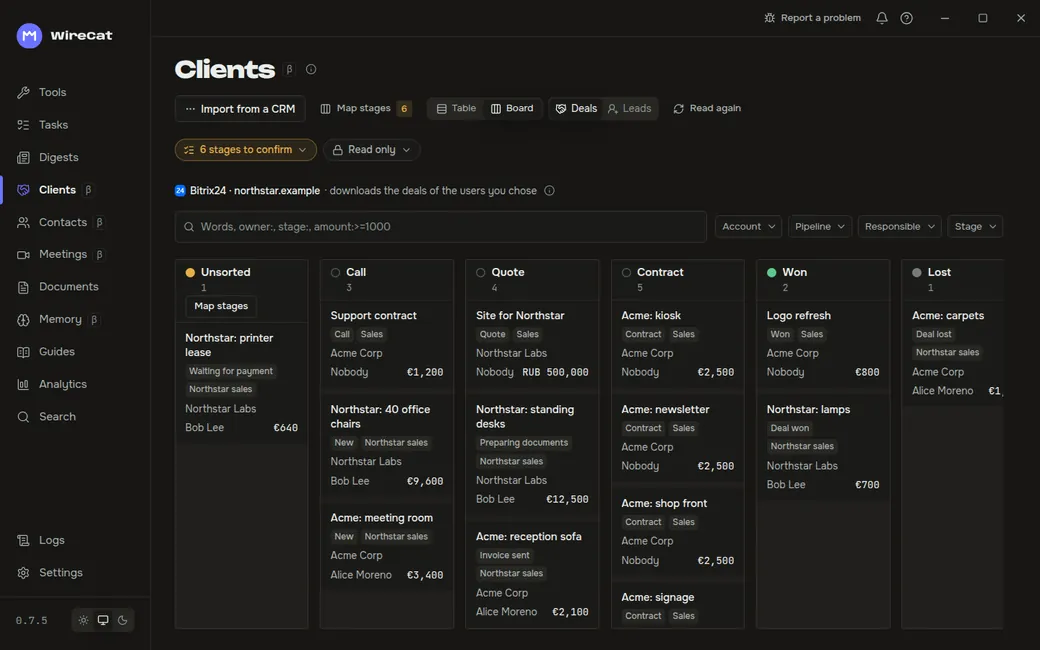 WireCat
Report a problem
Tools
Tasks
Digests
Clients β
Contacts β
Meetings β
Documents
Memory β
Guides
Analytics
Search
Logs
Settings
0.7.5
Clients β
Import from a CRM
Map stages 6
Table
Board
Deals
Leads
Read again
6 stages to confirm
Read only
24 Bitrix24 · northstar.example · downloads the deals of the users you chose
Words, owner:, stage:, amount:>=1000
Account
Pipeline
Responsible
Stage
Unsorted
1
Map stages
Northstar: printer
lease
Waiting for payment
Northstar sales
Northstar Labs
Bob Lee €640
Call
3
Support contract
Call Sales
Acme Corp
Nobody €1,200
Northstar: 40 office
chairs
New Northstar sales
Northstar Labs
Bob Lee €9,600
Acme: meeting room
New Northstar sales
Acme Corp
Alice Moreno €3,400
Quote
4
Site for Northstar
Quote Sales
Northstar Labs
Nobody RUB 500,000
Northstar: standing
desks
Preparing documents
Northstar sales
Northstar Labs
Bob Lee €12,500
Acme: reception sofa
Invoice sent
Northstar sales
Acme Corp
Alice Moreno €2,100
Contract
5
Acme: kiosk
Contract Sales
Acme Corp
Nobody €2,500
Acme: newsletter
Contract Sales
Acme Corp
Nobody €2,500
Acme: shop front
Contract Sales
Acme Corp
Nobody €2,500
Acme: signage
Contract Sales
Won
2
Logo refresh
Won Sales
Acme Corp
Nobody €800
Northstar: lamps
Deal won
Northstar sales
Northstar Labs
Bob Lee €700
Lost
1
Acme: carpets
Deal lost
Northstar sales
Acme Corp
Alice Moreno €1,